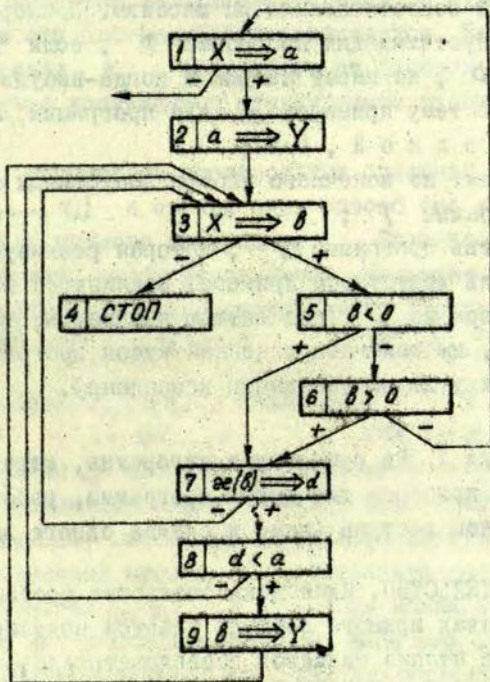 1 X ⟹ a
- +
2 a ⟹ Y
3 X ⟹ в
- +
4 СТОП
5 в < 0
+ -
6 в > 0
+ -
7 æ(в) ⟹ d
- +
8 d < a
- +
9 в ⟹ Y